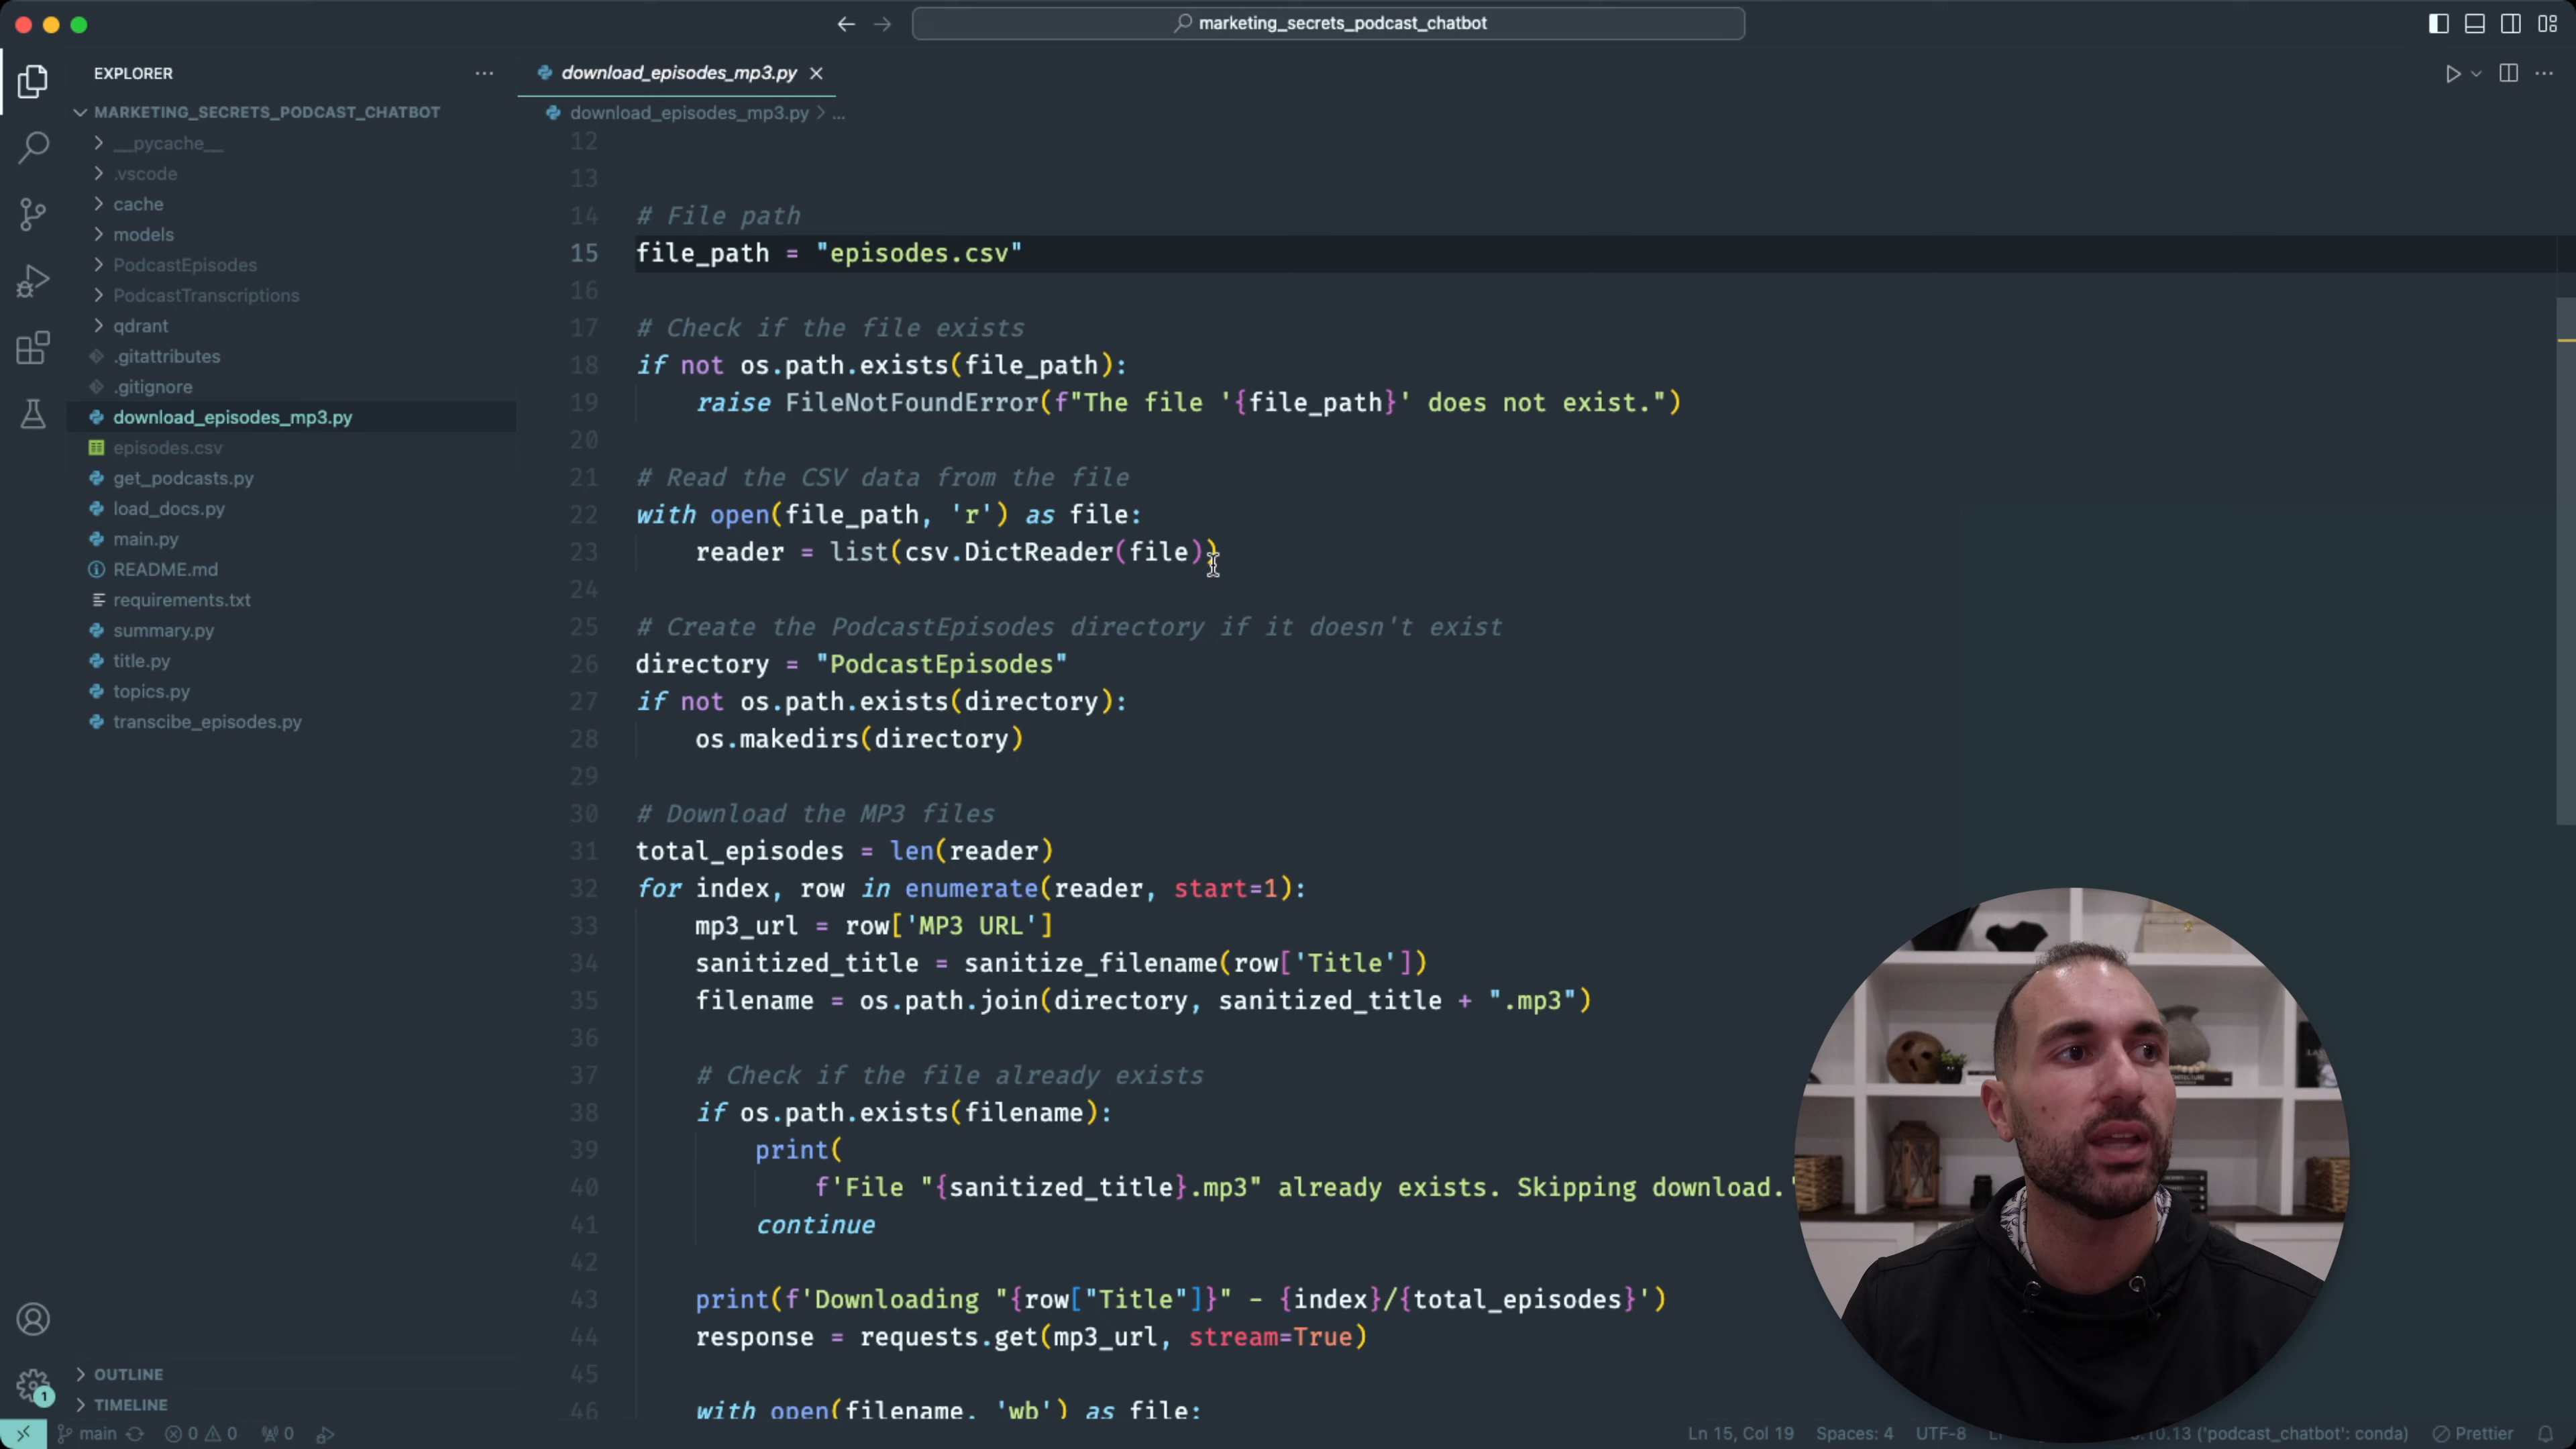 marketing_secrets_podcast_chatbot
EXPLORER
download_episodes_mp3.py
MARKETING_SECRETS_PODCAST_CHATBOT
download_episodes_mp3.py > ...
__pycache__
.vscode
cache
models
PodcastEpisodes
PodcastTranscriptions
qdrant
.gitattributes
.gitignore
download_episodes_mp3.py
episodes.csv
get_podcasts.py
load_docs.py
main.py
README.md
requirements.txt
summary.py
title.py
topics.py
transcibe_episodes.py
OUTLINE
TIMELINE
12
13
14 # File path
15 file_path = "episodes.csv"
16
17 # Check if the file exists
18 if not os.path.exists(file_path):
19 raise FileNotFoundError(f"The file '{file_path}' does not exist.")
20
21 # Read the CSV data from the file
22 with open(file_path, 'r') as file:
23 reader = list(csv.DictReader(file))
24
25 # Create the PodcastEpisodes directory if it doesn't exist
26 directory = "PodcastEpisodes"
27 if not os.path.exists(directory):
28 os.makedirs(directory)
29
30 # Download the MP3 files
31 total_episodes = len(reader)
32 for index, row in enumerate(reader, start=1):
33 mp3_url = row['MP3 URL']
34 sanitized_title = sanitize_filename(row['Title'])
35 filename = os.path.join(directory, sanitized_title + ".mp3")
36
37 # Check if the file already exists
38 if os.path.exists(filename):
39 print(
40 f'File "{sanitized_title}.mp3" already exists. Skipping download.'
41 continue
42
43 print(f'Downloading "{row["Title"]}" - {index}/{total_episodes}')
44 response = requests.get(mp3_url, stream=True)
45
46 with open(filename, 'wb') as file:
1
main 0 0 0 Ln 15, Col 19 Spaces: 4 UTF-8 .10.13 ('podcast_chatbot': conda) Prettier